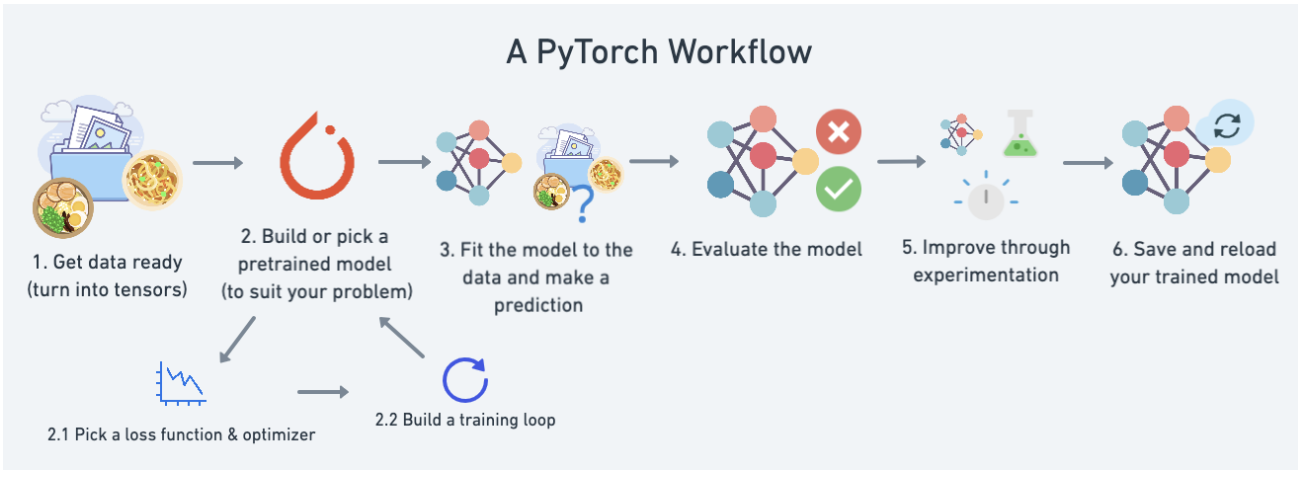 A PyTorch Workflow
1. Get data ready
(turn into tensors)
2. Build or pick a
pretrained model
(to suit your problem)
3. Fit the model to the
data and make a
prediction
4. Evaluate the model
5. Improve through
experimentation
6. Save and reload
your trained model
2.1 Pick a loss function & optimizer
2.2 Build a training loop